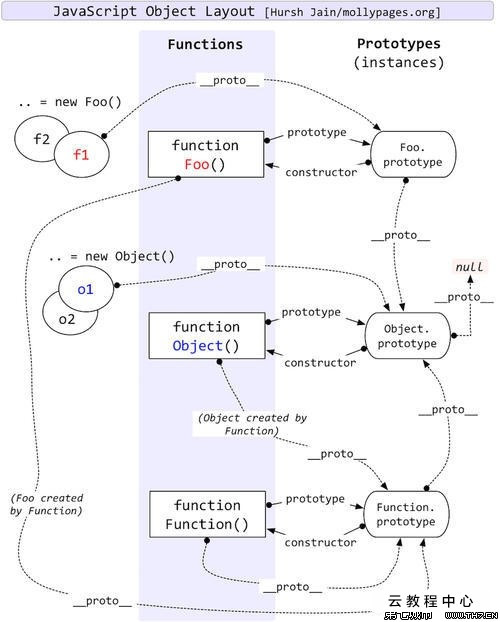 JavaScript Object Layout [Hursh Jain/mollypages.org]
Functions
Prototypes
(instances)
__proto__
.. = new Foo()
f2
f1
function
Foo()
prototype
constructor
Foo.
prototype
__proto__
.. = new Object()
__proto__
null
__proto__
o1
o2
function
Object()
prototype
constructor
Object.
prototype
(Object created by
Function)
__proto__
__proto__
(Foo created
by Function)
function
Function()
prototype
constructor
Function.
prototype
__proto__
__proto__
云教程中心
WWW.TH7.CN